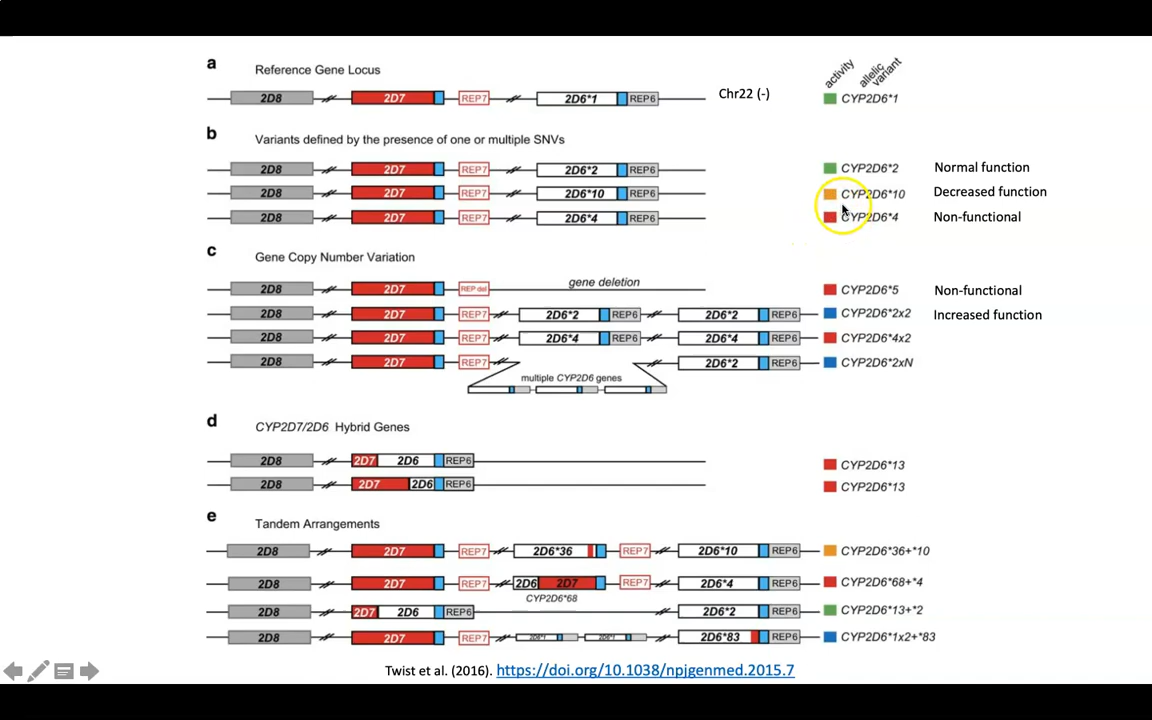 a
Reference Gene Locus
activity
allelic
variant
2D8 2D7 REP7 2D6*1 REP6 Chr22 (-) CYP2D6*1
b
Variants defined by the presence of one or multiple SNVs
2D8 2D7 REP7 2D6*2 REP6 CYP2D6*2 Normal function
2D8 2D7 REP7 2D6*10 REP6 CYP2D6*10 Decreased function
2D8 2D7 REP7 2D6*4 REP6 CYP2D6*4 Non-functional
c
Gene Copy Number Variation
2D8 2D7 REP del gene deletion CYP2D6*5 Non-functional
2D8 2D7 REP7 2D6*2 REP6 2D6*2 REP6 CYP2D6*2x2 Increased function
2D8 2D7 REP7 2D6*4 REP6 2D6*4 REP6 CYP2D6*4x2
2D8 2D7 REP7 2D6*2 REP6 CYP2D6*2xN
multiple CYP2D6 genes
d
CYP2D7/2D6 Hybrid Genes
2D8 2D7 2D6 REP6 CYP2D6*13
2D8 2D7 2D6 REP6 CYP2D6*13
e
Tandem Arrangements
2D8 2D7 REP7 2D6*36 REP7 2D6*10 REP6 CYP2D6*36+*10
2D8 2D7 REP7 2D6 2D7 REP7 2D6*4 REP6 CYP2D6*68+*4
CYP2D6*68
2D8 2D7 2D6 REP6 2D6*2 REP6 CYP2D6*13+*2
2D8 2D7 REP7 2D6*1 2D6*1 2D6*83 REP6 CYP2D6*1x2+*83
Twist et al. (2016). https://doi.org/10.1038/npjgenmed.2015.7